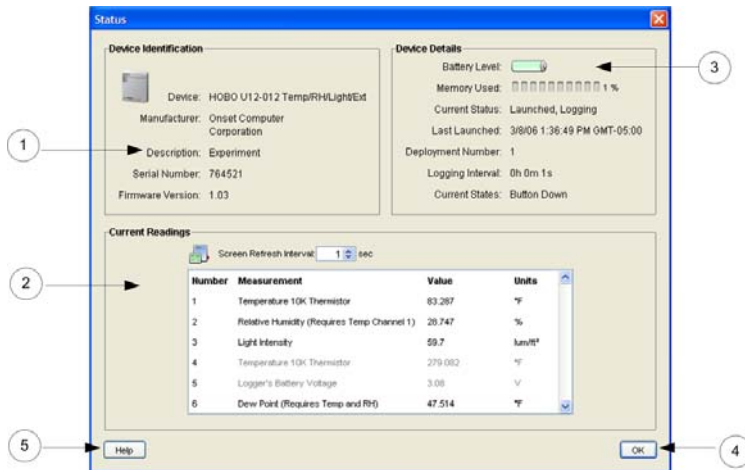 Status
Device Identification
Device: HOBO U12-012 Temp/RH/Light/Ext
Manufacturer: Onset Computer
Corporation
Description: Experiment
Serial Number: 764521
Firmware Version: 1.03
Device Details
Battery Level:
Memory Used: 1 %
Current Status: Launched, Logging
Last Launched: 3/8/06 1:36:49 PM GMT-05:00
Deployment Number: 1
Logging Interval: 0h 0m 1s
Current States: Button Down
Current Readings
Screen Refresh Interval: 1 sec
Number Measurement Value Units
1 Temperature 10K Thermistor 83.287 °F
2 Relative Humidity (Requires Temp Channel 1) 28.747 %
3 Light Intensity 59.7 lum/ft²
4 Temperature 10K Thermistor 279.082 °F
5 Logger's Battery Voltage 3.08 V
6 Dew Point (Requires Temp and RH) 47.514 °F
Help
OK
1
2
3
4
5